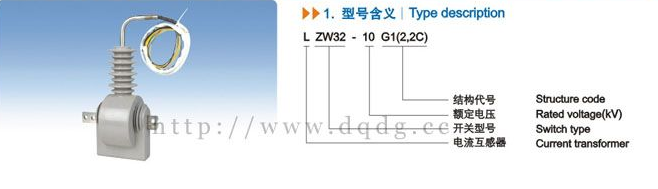 ▶▶ 1. 型号含义 | Type description
L ZW32 - 10 G1(2,2C)
结构代号 Structure code
额定电压 Rated voltage(kV)
开关型号 Switch type
电流互感器 Current transformer
http://www.dqdg.cc